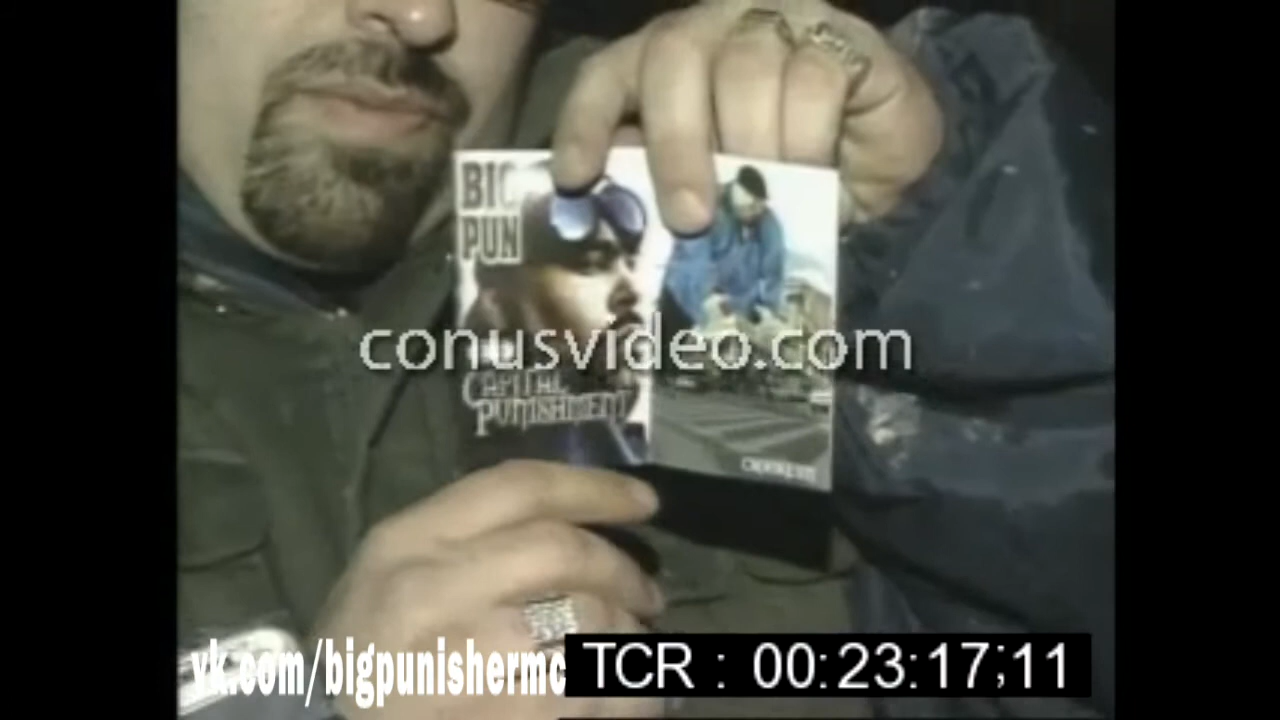 BIG
PUN
conusvideo.com
CAPITAL
PUNISHMENT
vk.com/bigpunishermc
TCR : 00:23:17;11